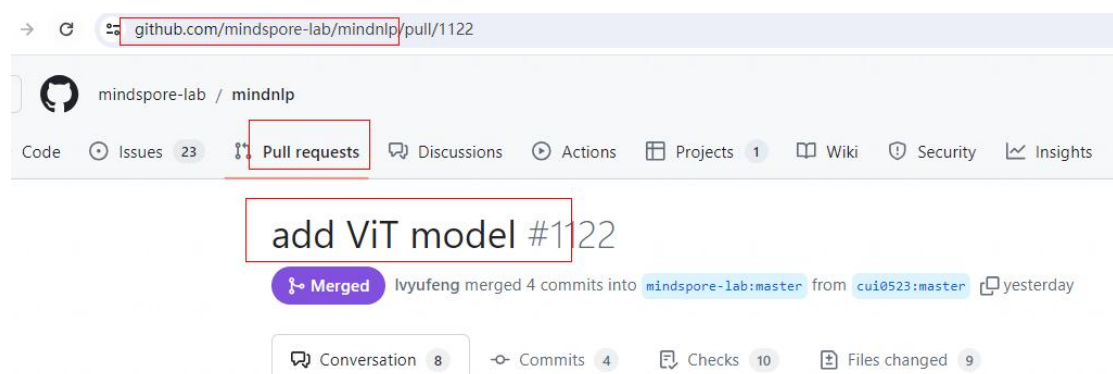 github.com/mindspore-lab/mindnlp/pull/1122
mindspore-lab / mindnlp
Code Issues 23 Pull requests Discussions Actions Projects 1 Wiki Security Insights
add ViT model #1122
Merged lvyufeng merged 4 commits into mindspore-lab:master from cui0523:master yesterday
Conversation 8 Commits 4 Checks 10 Files changed 9